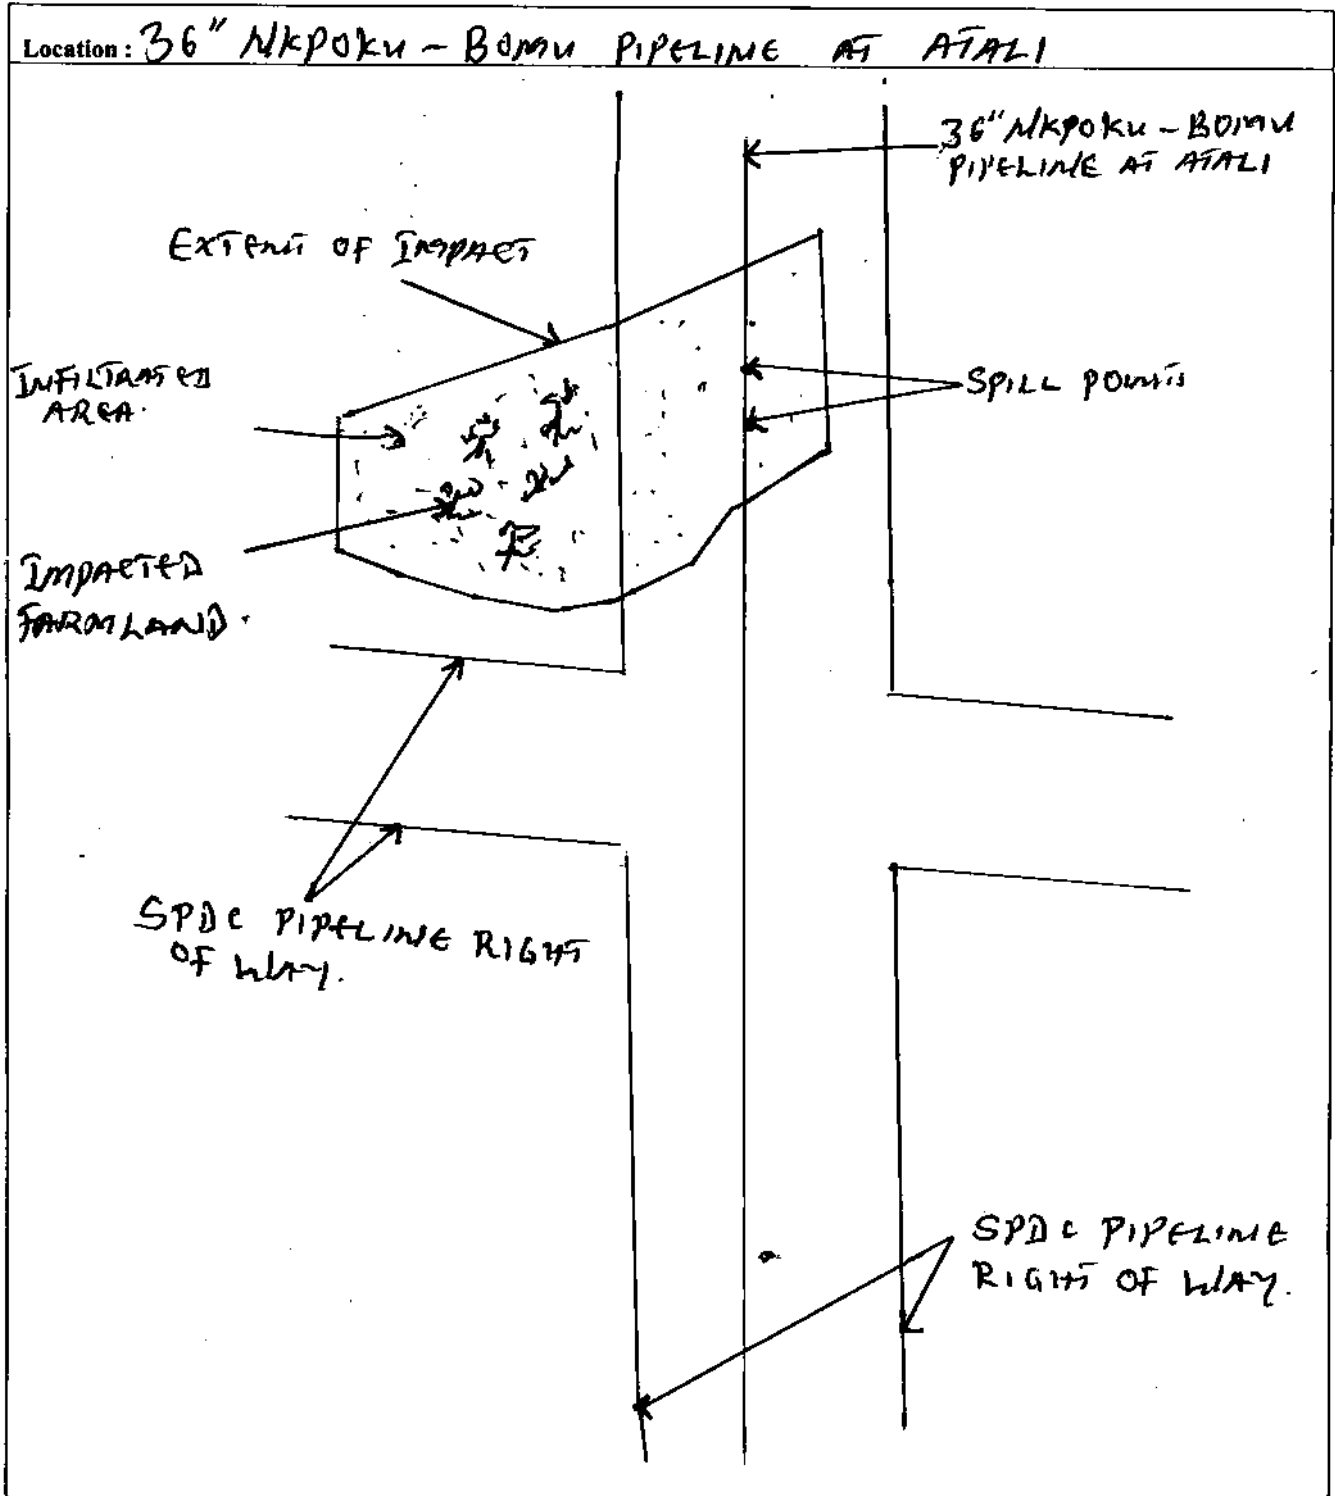 Location : 36" NKPOKU - BOMU PIPELINE AT ATALI
36" NKPOKU - BOMU
PIPELINE AT ATALI
EXTENT OF IMPACT
INFILTRATED
AREA.
SPILL POINTS
IMPACTED
FARMLAND.
SPDC PIPELINE RIGHT
OF WAY.
SPDC PIPELINE
RIGHT OF WAY.